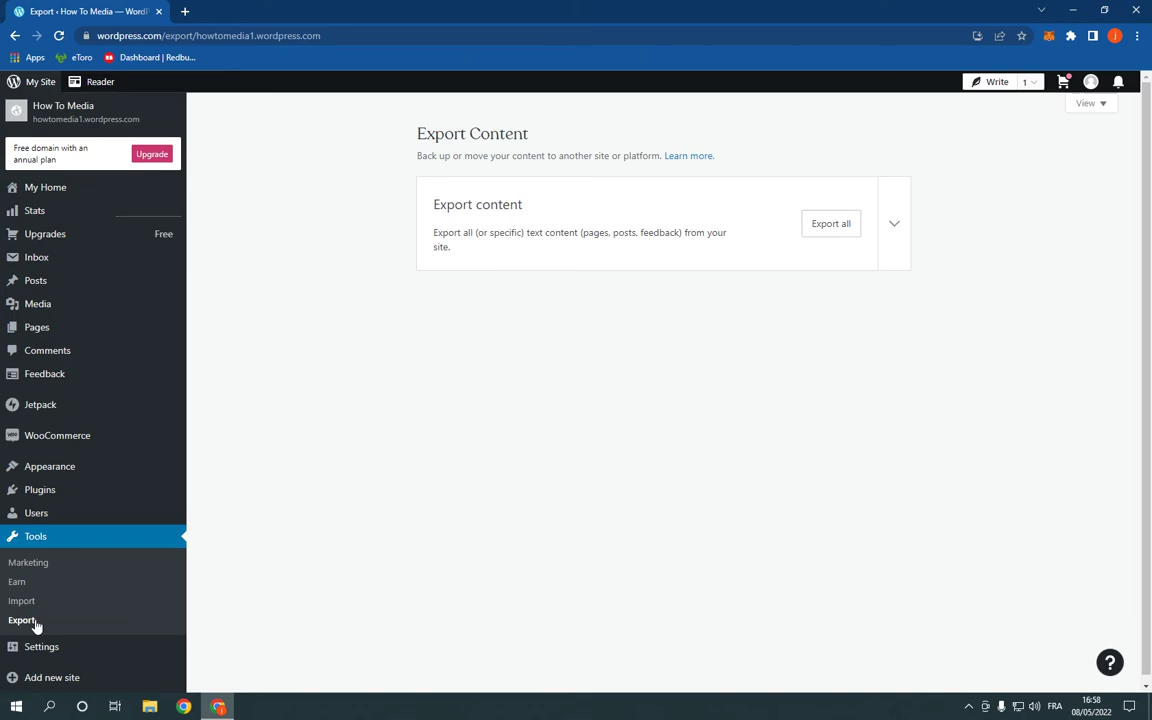 Export ‹ How To Media — WordP
wordpress.com/export/howtomedia1.wordpress.com
Apps
eToro
Dashboard | Redbu...
My Site
Reader
Write
1
How To Media
howtomedia1.wordpress.com
View
Free domain with an
annual plan
Upgrade
My Home
Stats
Upgrades
Free
Inbox
Posts
Media
Pages
Comments
Feedback
Jetpack
WooCommerce
Appearance
Plugins
Users
Tools
Marketing
Earn
Import
Export
Settings
Add new site
Export Content
Back up or move your content to another site or platform. Learn more.
Export content
Export all (or specific) text content (pages, posts, feedback) from your
site.
Export all
?
FRA
16:58
08/05/2022